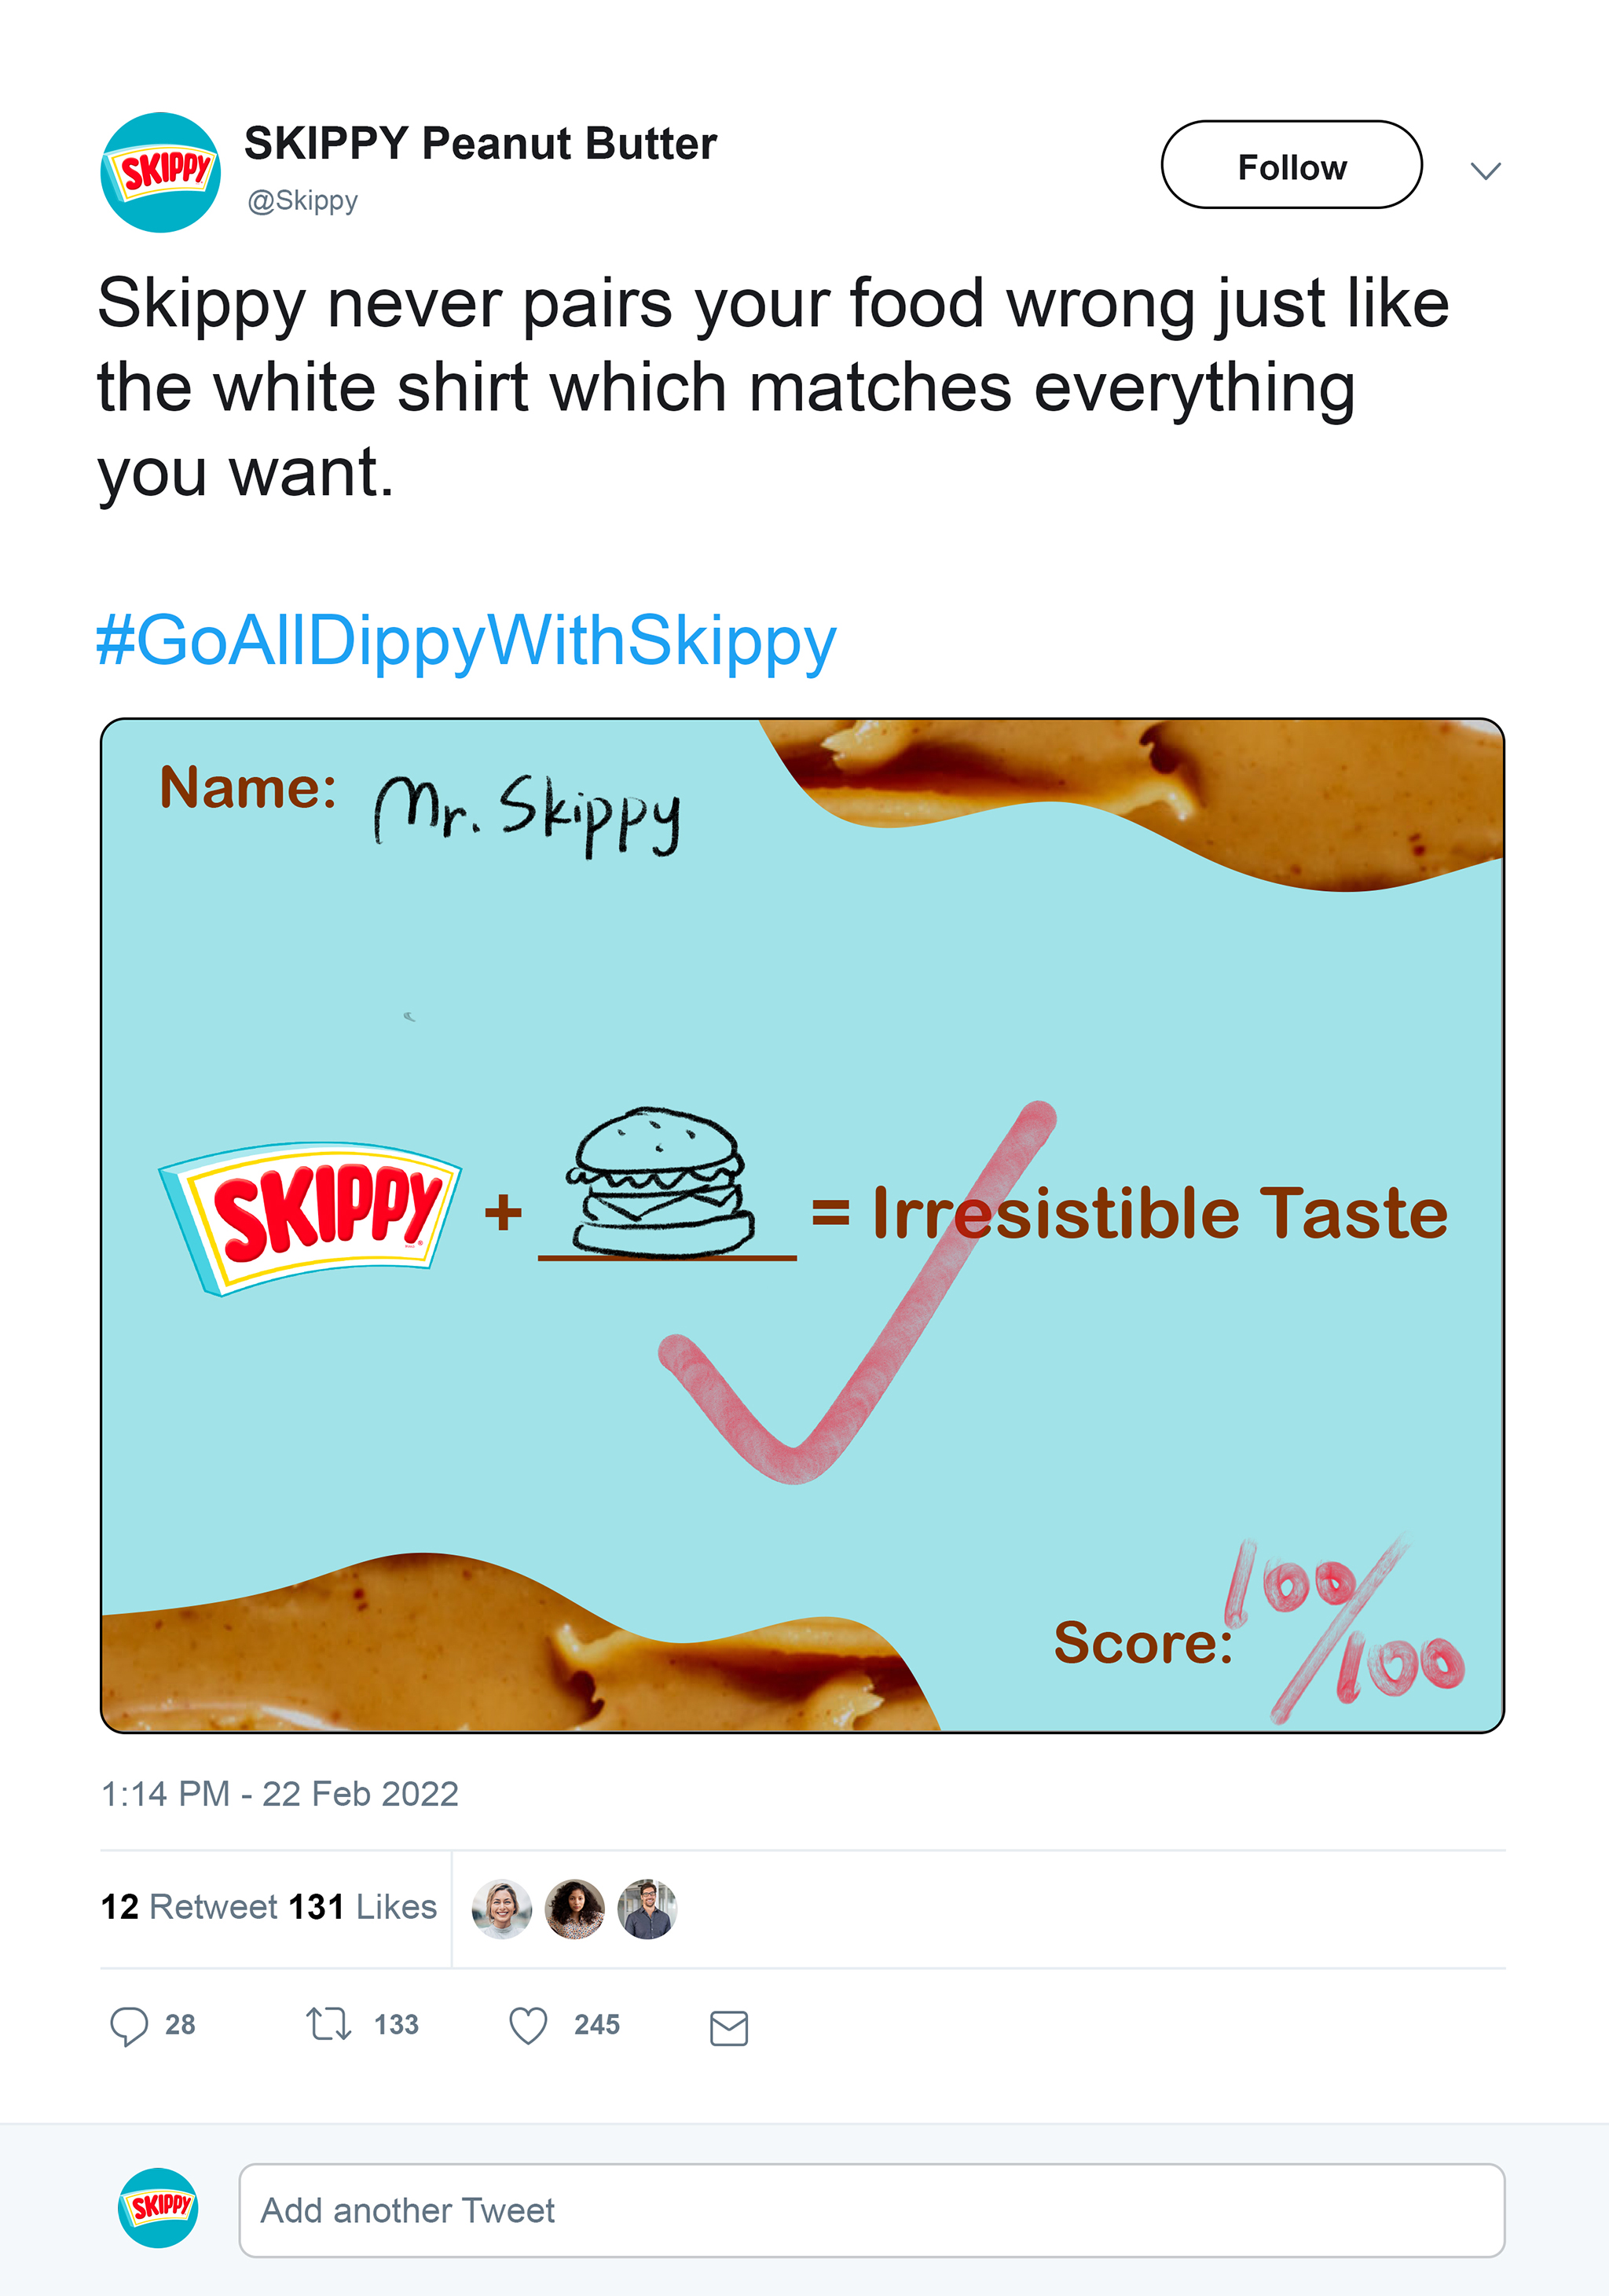 SKIPPY
SKIPPY Peanut Butter
@Skippy
Follow
Skippy never pairs your food wrong just like
the white shirt which matches everything
you want.
#GoAllDippyWithSkippy
Name: Mr. Skippy
SKIPPY + = Irresistible Taste
Score: 100/100
1:14 PM - 22 Feb 2022
12 Retweet 131 Likes
28 133 245
SKIPPY
Add another Tweet